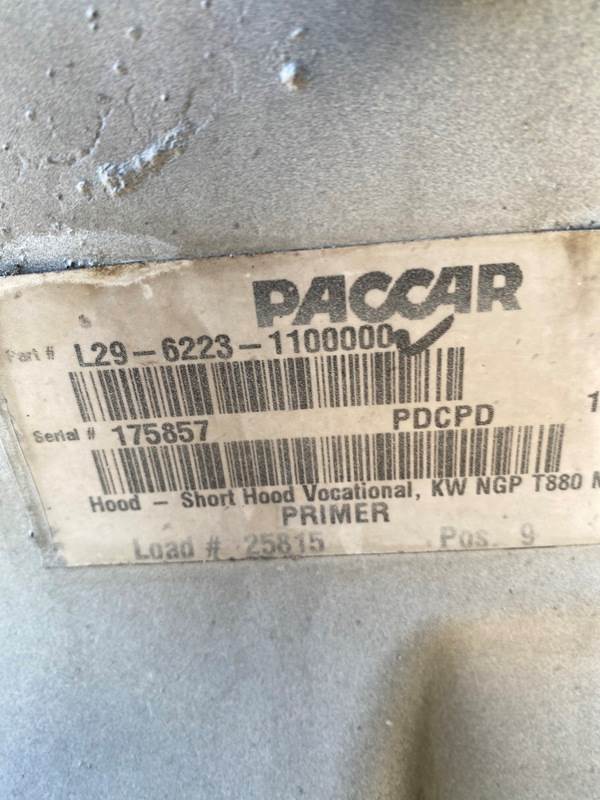 PACCAR
Part # L29-6223-1100000
Serial # 175857 PDCPD 1
Hood - Short Hood Vocational, KW NGP T880
PRIMER
Load # 25815 Pos. 9